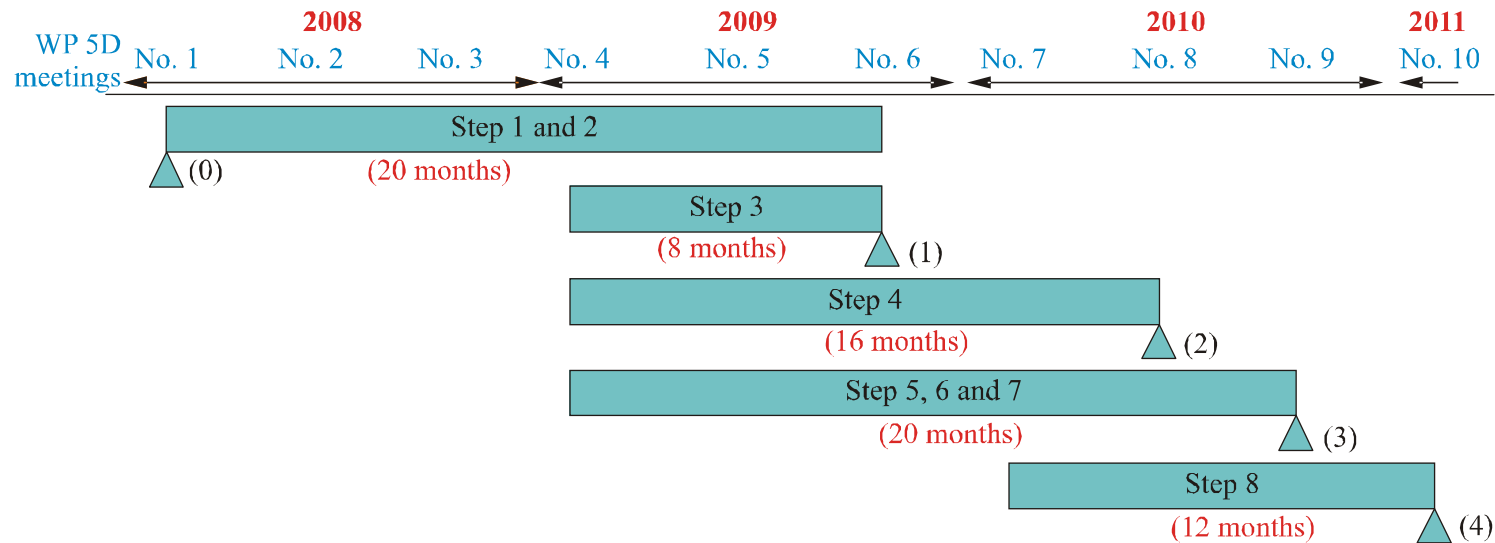 2008 2009 2010 2011
WP 5D meetings
No. 1 No. 2 No. 3 No. 4 No. 5 No. 6 No. 7 No. 8 No. 9 No. 10
Step 1 and 2
(0) (20 months)
Step 3
(8 months) (1)
Step 4
(16 months) (2)
Step 5, 6 and 7
(20 months) (3)
Step 8
(12 months) (4)